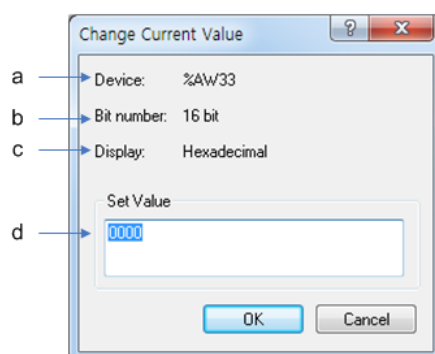 Change Current Value
a Device: %AW33
b Bit number: 16 bit
c Display: Hexadecimal
Set Value
d 0000
OK Cancel